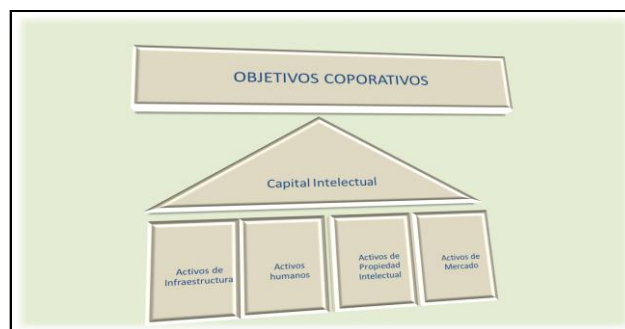 OBJETIVOS COPORATIVOS
Capital Intelectual
Activos de
Infraestructura
Activos
humanos
Activos de
Propiedad
Intelectual
Activos de
Mercado